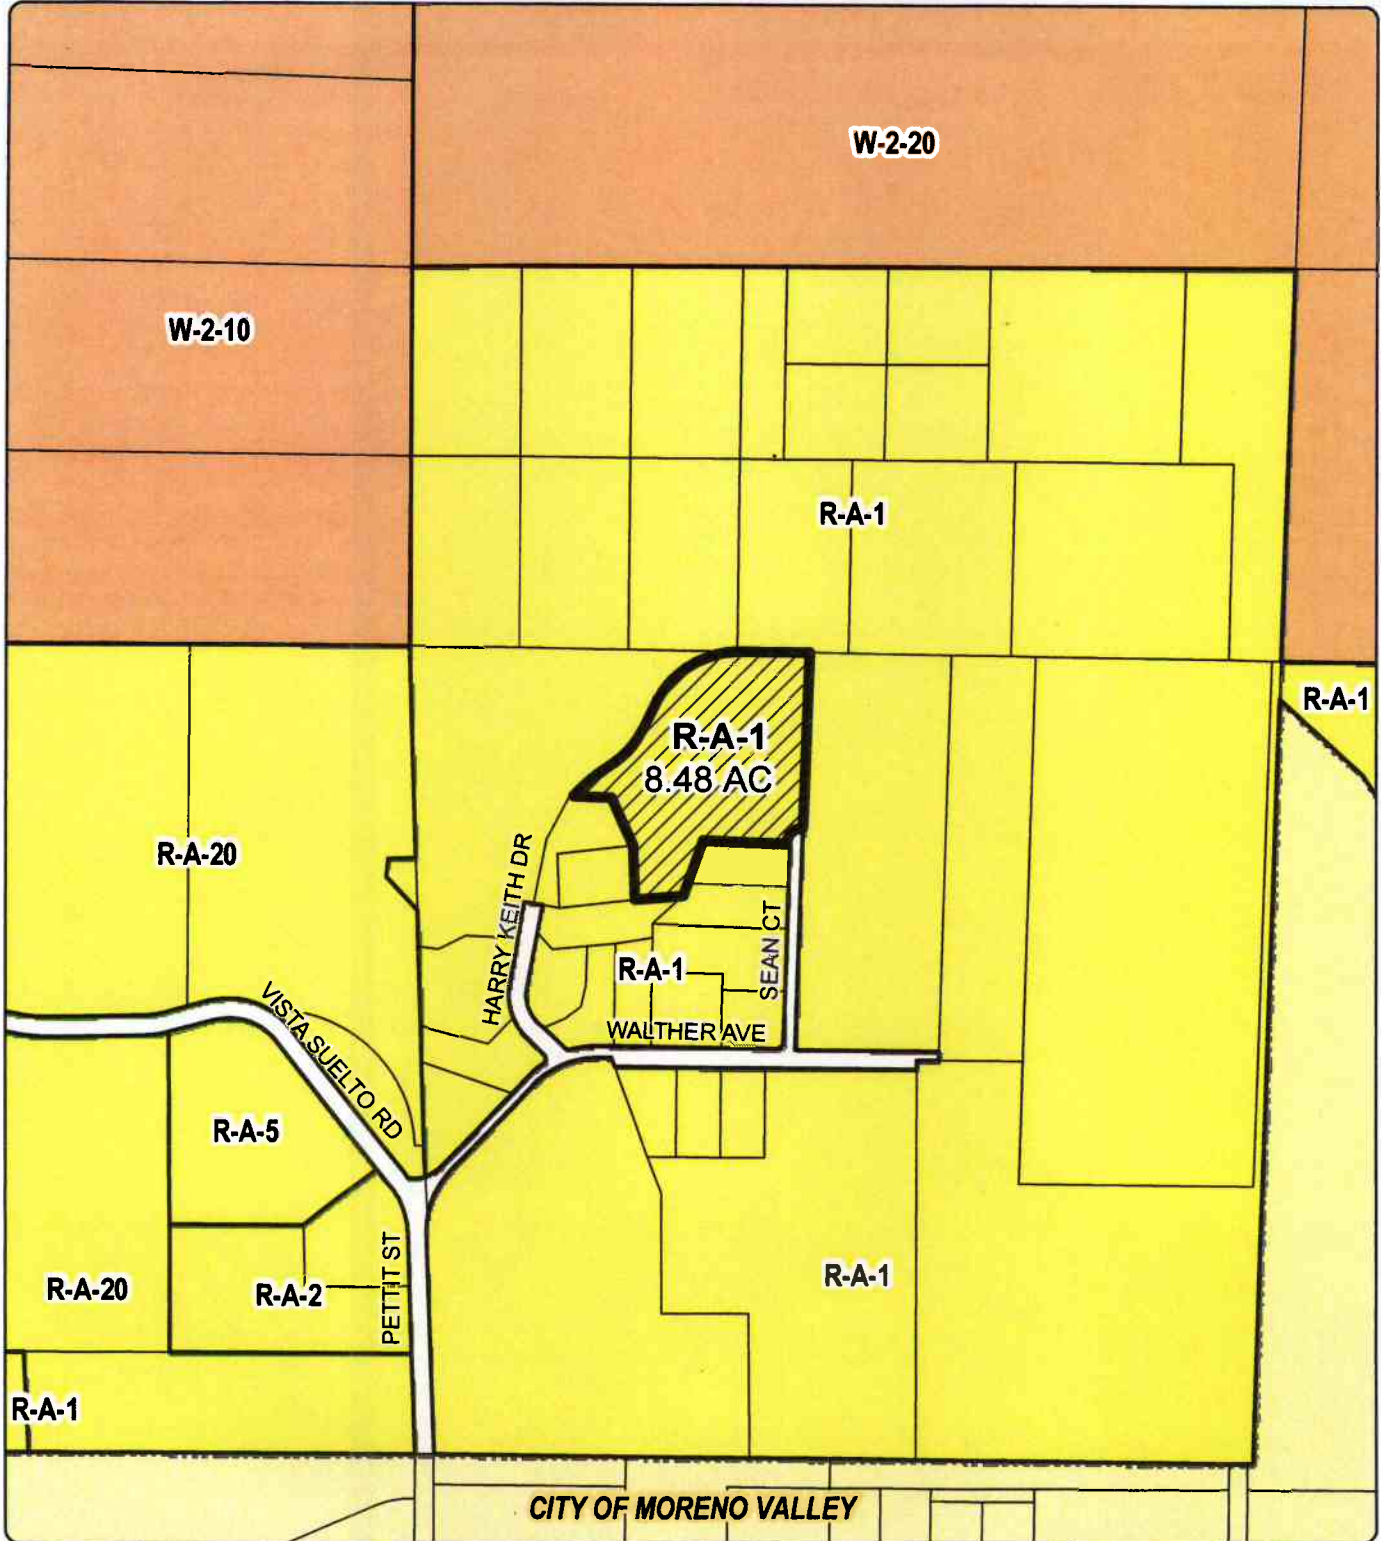 W-2-20
W-2-10
R-A-1
R-A-1
R-A-1
8.48 AC
R-A-20
HARRY KEITH DR
SEAN CT
R-A-1
VISTA SUELTO RD
WALTHER AVE
R-A-5
PETTIT ST
R-A-20
R-A-2
R-A-1
R-A-1
CITY OF MORENO VALLEY